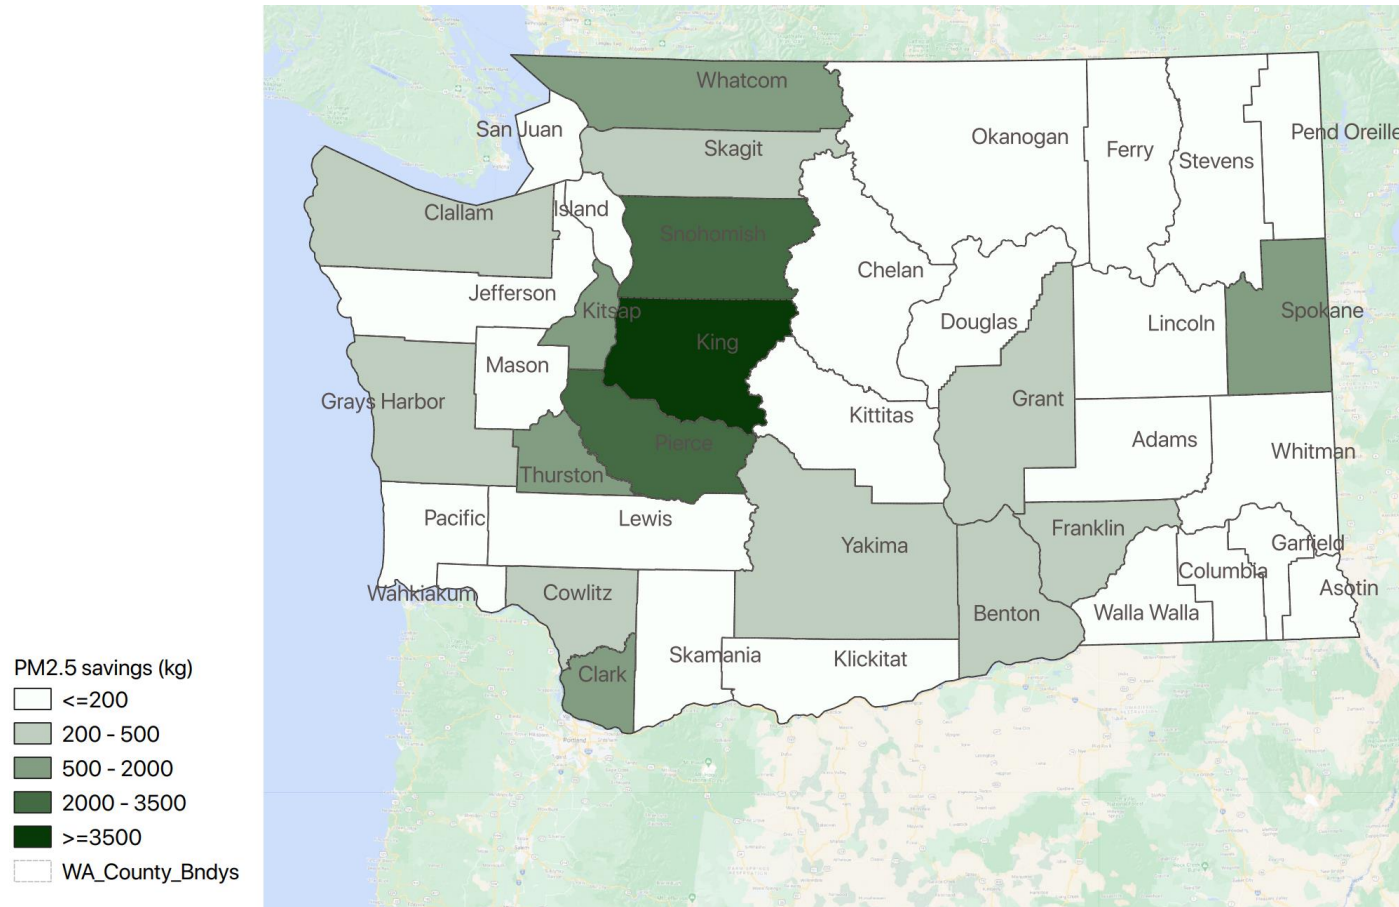 Whatcom
San Juan
Okanogan
Pend Oreille
Skagit
Ferry
Stevens
Clallam
Island
Snohomish
Chelan
Jefferson
Kitsap
Spokane
Douglas
Lincoln
King
Mason
Grays Harbor
Grant
Kittitas
Adams
Pierce
Whitman
Thurston
Pacific
Lewis
Franklin
Yakima
Garfield
Columbia
Asotin
Wahkiakum
Cowlitz
Benton
Walla Walla
Skamania
Klickitat
Clark
PM2.5 savings (kg)
<=200
200 - 500
500 - 2000
2000 - 3500
>=3500
WA_County_Bndys